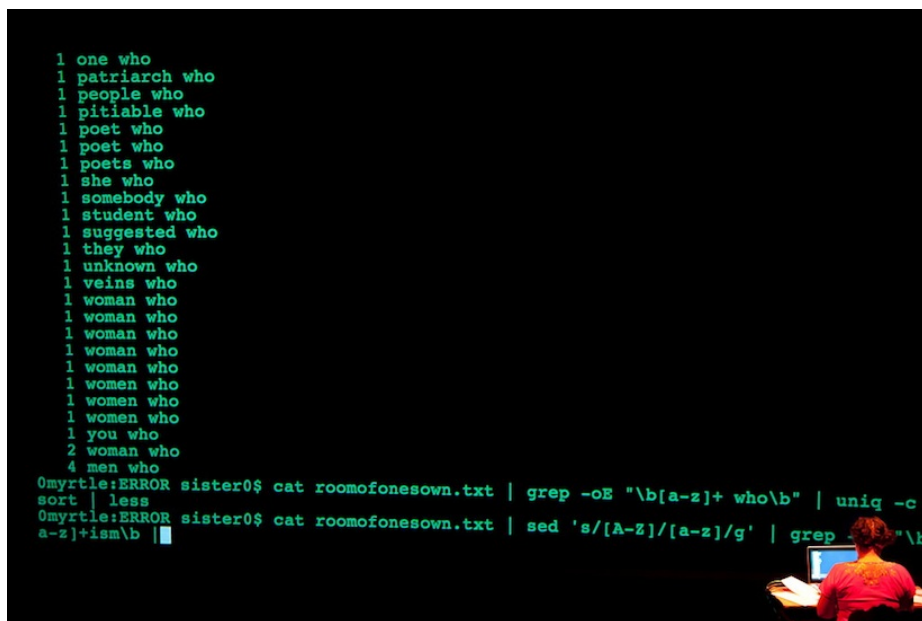 1 one who
1 patriarch who
1 people who
1 pitiable who
1 poet who
1 poet who
1 poets who
1 she who
1 somebody who
1 student who
1 suggested who
1 they who
1 unknown who
1 veins who
1 woman who
1 woman who
1 woman who
1 woman who
1 woman who
1 women who
1 women who
1 women who
1 you who
2 woman who
4 men who
0myrtle:ERROR sister0$ cat roomofonesown.txt | grep -oE "\b[a-z]+ who\b" | uniq -c
sort | less
0myrtle:ERROR sister0$ cat roomofonesown.txt | sed 's/[A-Z]/[a-z]/g' | grep "\b
a-z]+ism\b |